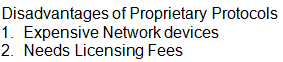 Disadvantages of Proprietary Protocols
1. Expensive Network devices
2. Needs Licensing Fees